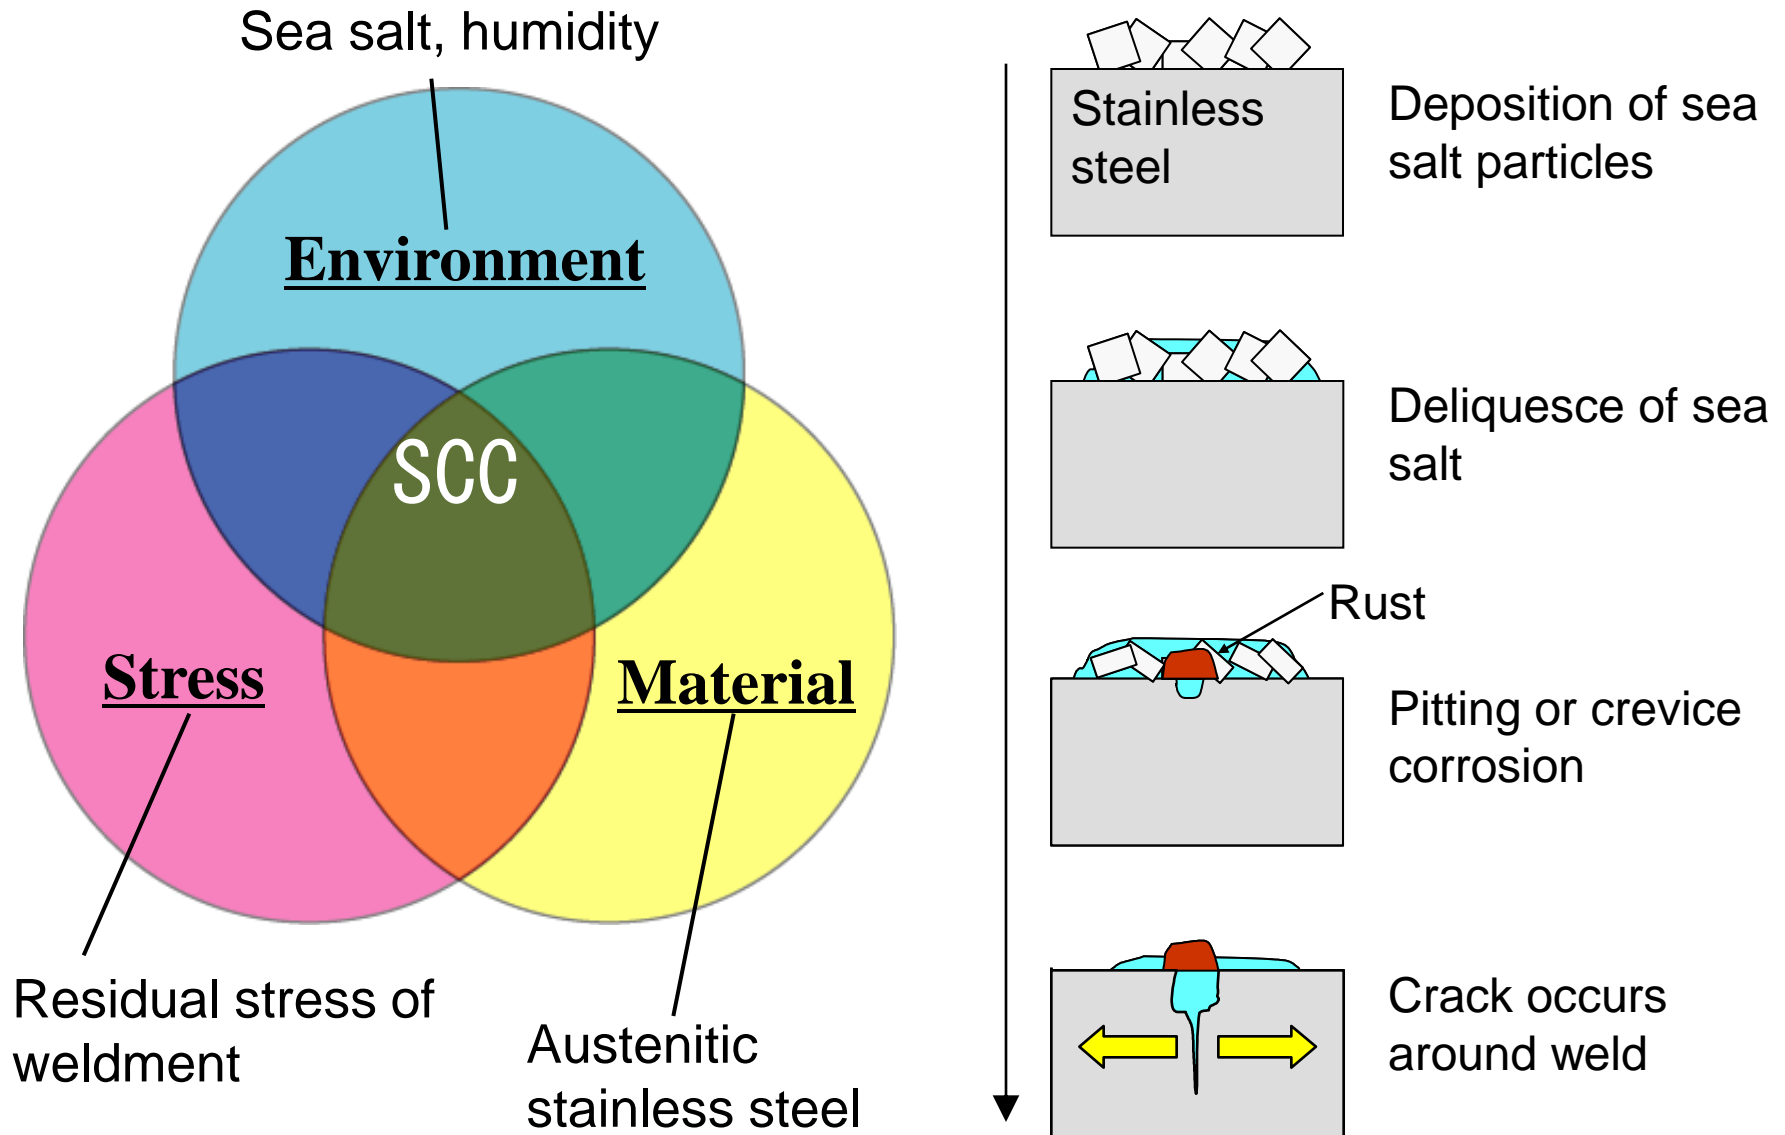 Sea salt, humidity
Environment
SCC
Stress
Material
Residual stress of
weldment
Austenitic
stainless steel
Stainless
steel
Deposition of sea
salt particles
Deliquesce of sea
salt
Rust
Pitting or crevice
corrosion
Crack occurs
around weld